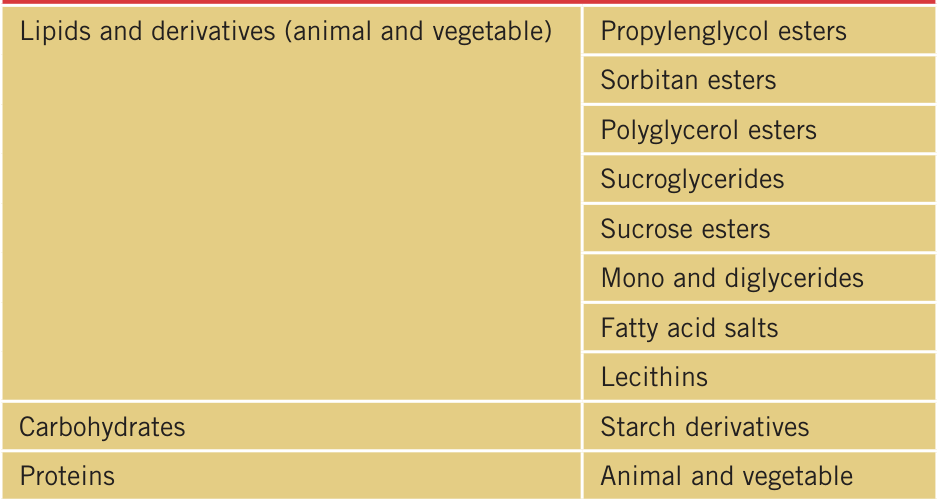 Lipids and derivatives (animal and vegetable)
Propylenglycol esters
Sorbitan esters
Polyglycerol esters
Sucroglycerides
Sucrose esters
Mono and diglycerides
Fatty acid salts
Lecithins
Carbohydrates
Starch derivatives
Proteins
Animal and vegetable